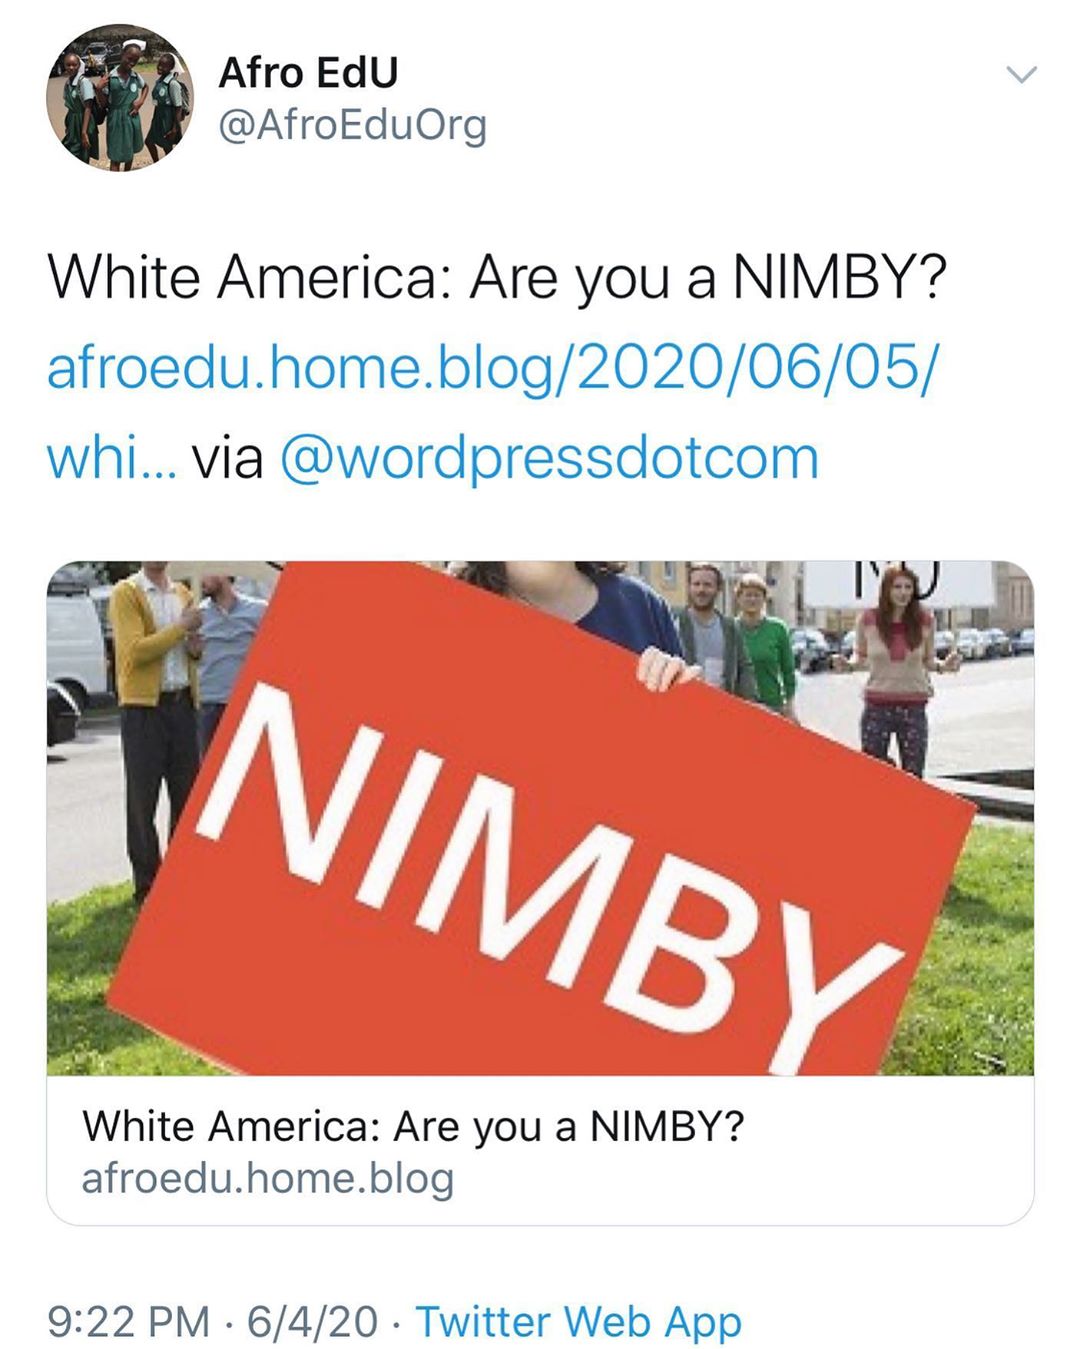 Afro EdU
@AfroEduOrg
White America: Are you a NIMBY?
afroedu.home.blog/2020/06/05/
whi... via @wordpressdotcom
NIMBY
White America: Are you a NIMBY?
afroedu.home.blog
9:22 PM · 6/4/20 · Twitter Web App